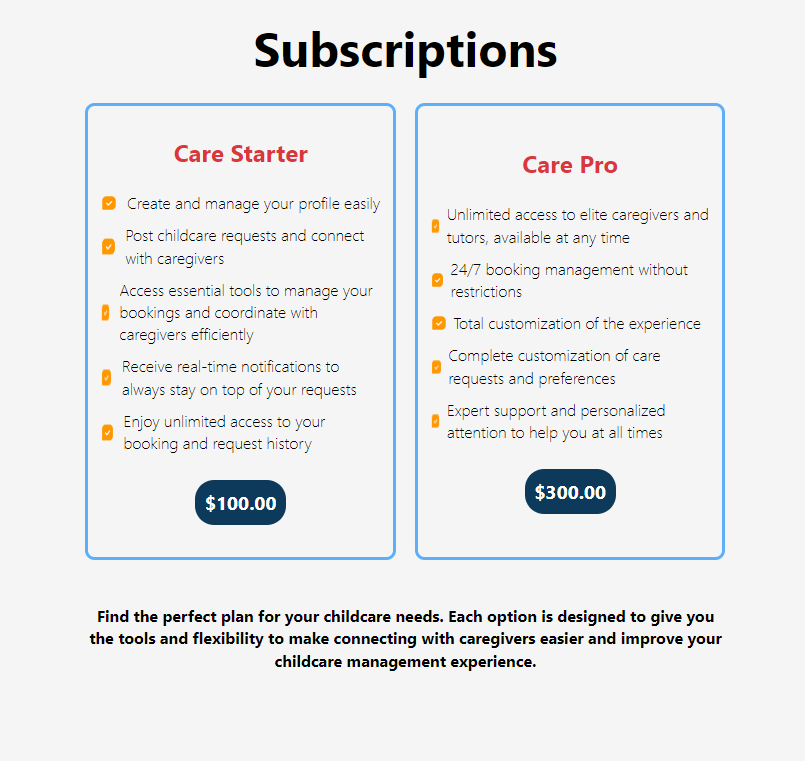 Subscriptions
Care Starter
Create and manage your profile easily
Post childcare requests and connect
with caregivers
Access essential tools to manage your
bookings and coordinate with
caregivers efficiently
Receive real-time notifications to
always stay on top of your requests
Enjoy unlimited access to your
booking and request history
$100.00
Care Pro
Unlimited access to elite caregivers and
tutors, available at any time
24/7 booking management without
restrictions
Total customization of the experience
Complete customization of care
requests and preferences
Expert support and personalized
attention to help you at all times
$300.00
Find the perfect plan for your childcare needs. Each option is designed to give you
the tools and flexibility to make connecting with caregivers easier and improve your
childcare management experience.